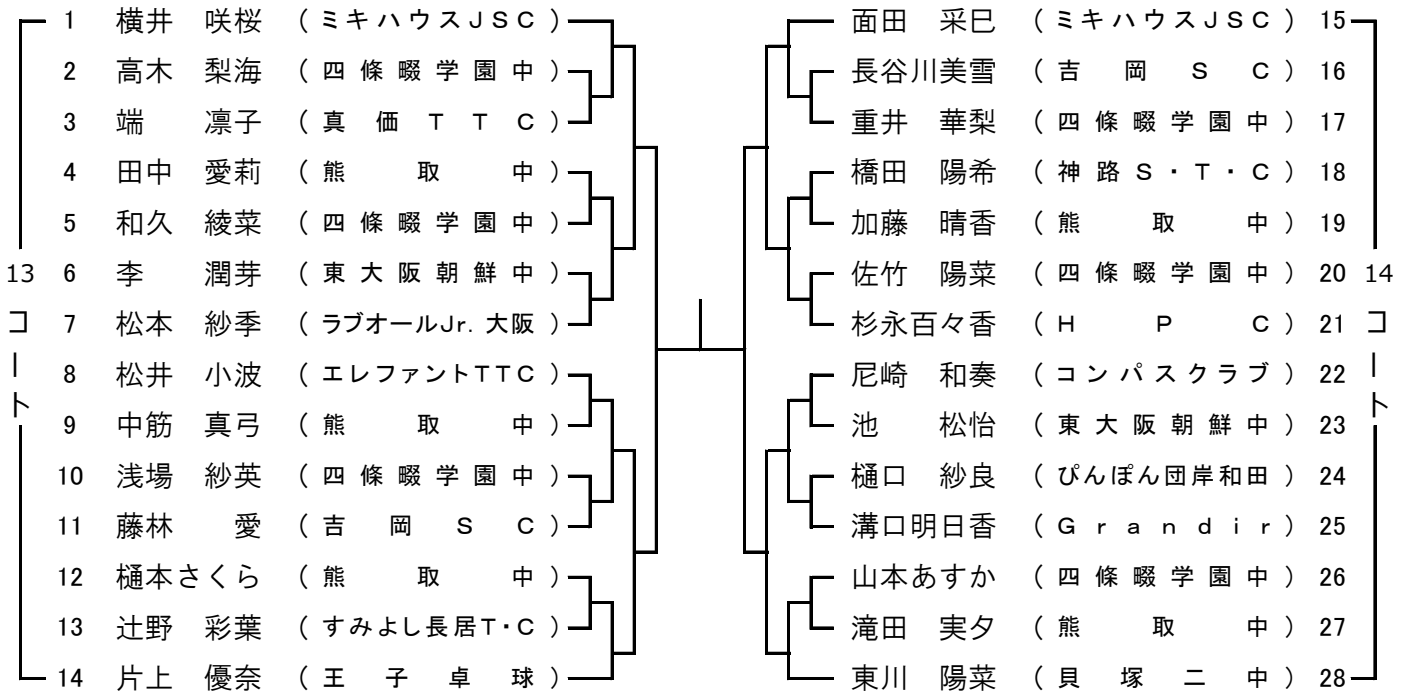 1 横井 咲桜 (ミキハウスJSC)
2 高木 梨海 (四條畷学園中)
3 端 凛子 (真価TTC)
4 田中 愛莉 (熊取中)
5 和久 綾菜 (四條畷学園中)
6 李 潤芽 (東大阪朝鮮中)
7 松本 紗季 (ラブオールJr.大阪)
8 松井 小波 (エレファントTTC)
9 中筋 真弓 (熊取中)
10 浅場 紗英 (四條畷学園中)
11 藤林 愛 (吉岡SC)
12 樋本さくら (熊取中)
13 辻野 彩葉 (すみよし長居T・C)
14 片上 優奈 (王子卓球)
13コート
面田 采巳 (ミキハウスJSC) 15
長谷川美雪 (吉岡SC) 16
重井 華梨 (四條畷学園中) 17
橋田 陽希 (神路S・T・C) 18
加藤 晴香 (熊取中) 19
佐竹 陽菜 (四條畷学園中) 20
杉永百々香 (HPC) 21
尼崎 和奏 (コンパスクラブ) 22
池 松怡 (東大阪朝鮮中) 23
樋口 紗良 (ぴんぽん団岸和田) 24
溝口明日香 (Grandir) 25
山本あすか (四條畷学園中) 26
滝田 実夕 (熊取中) 27
東川 陽菜 (貝塚二中) 28
14コート